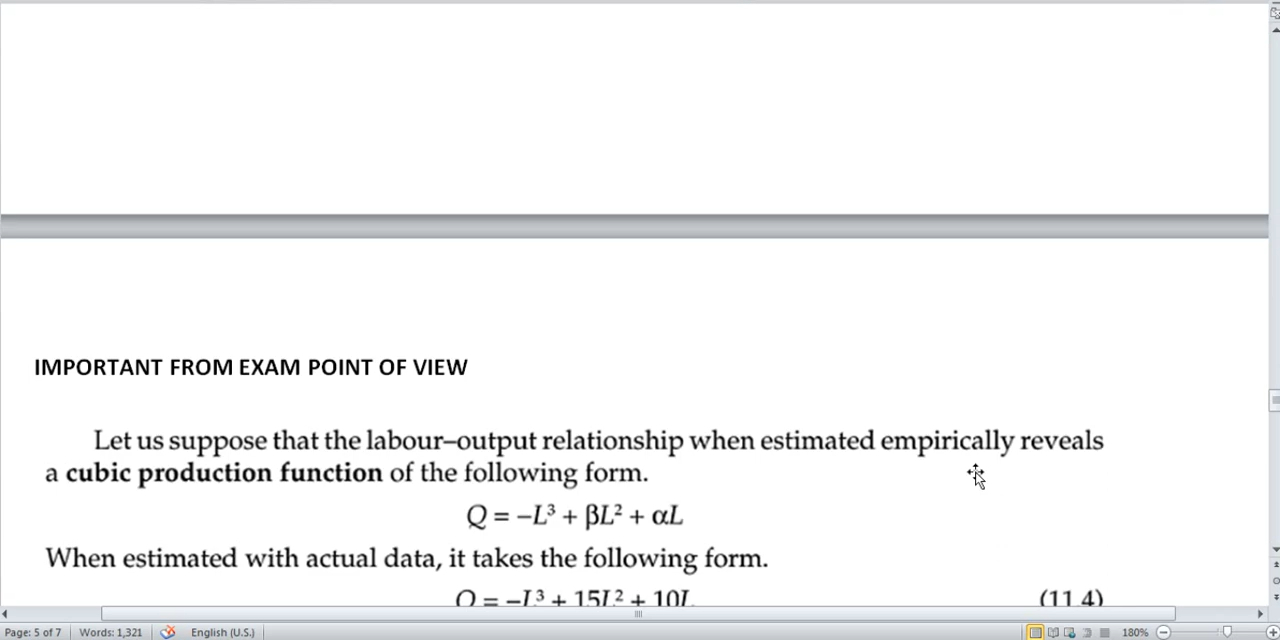 IMPORTANT FROM EXAM POINT OF VIEW
Let us suppose that the labour–output relationship when estimated empirically reveals
a cubic production function of the following form.
Q = –L³ + βL² + αL
When estimated with actual data, it takes the following form.
Q = –L³ + 15L² + 10L (11.4)
Page: 5 of 7 Words: 1,321 English (U.S.) 180%